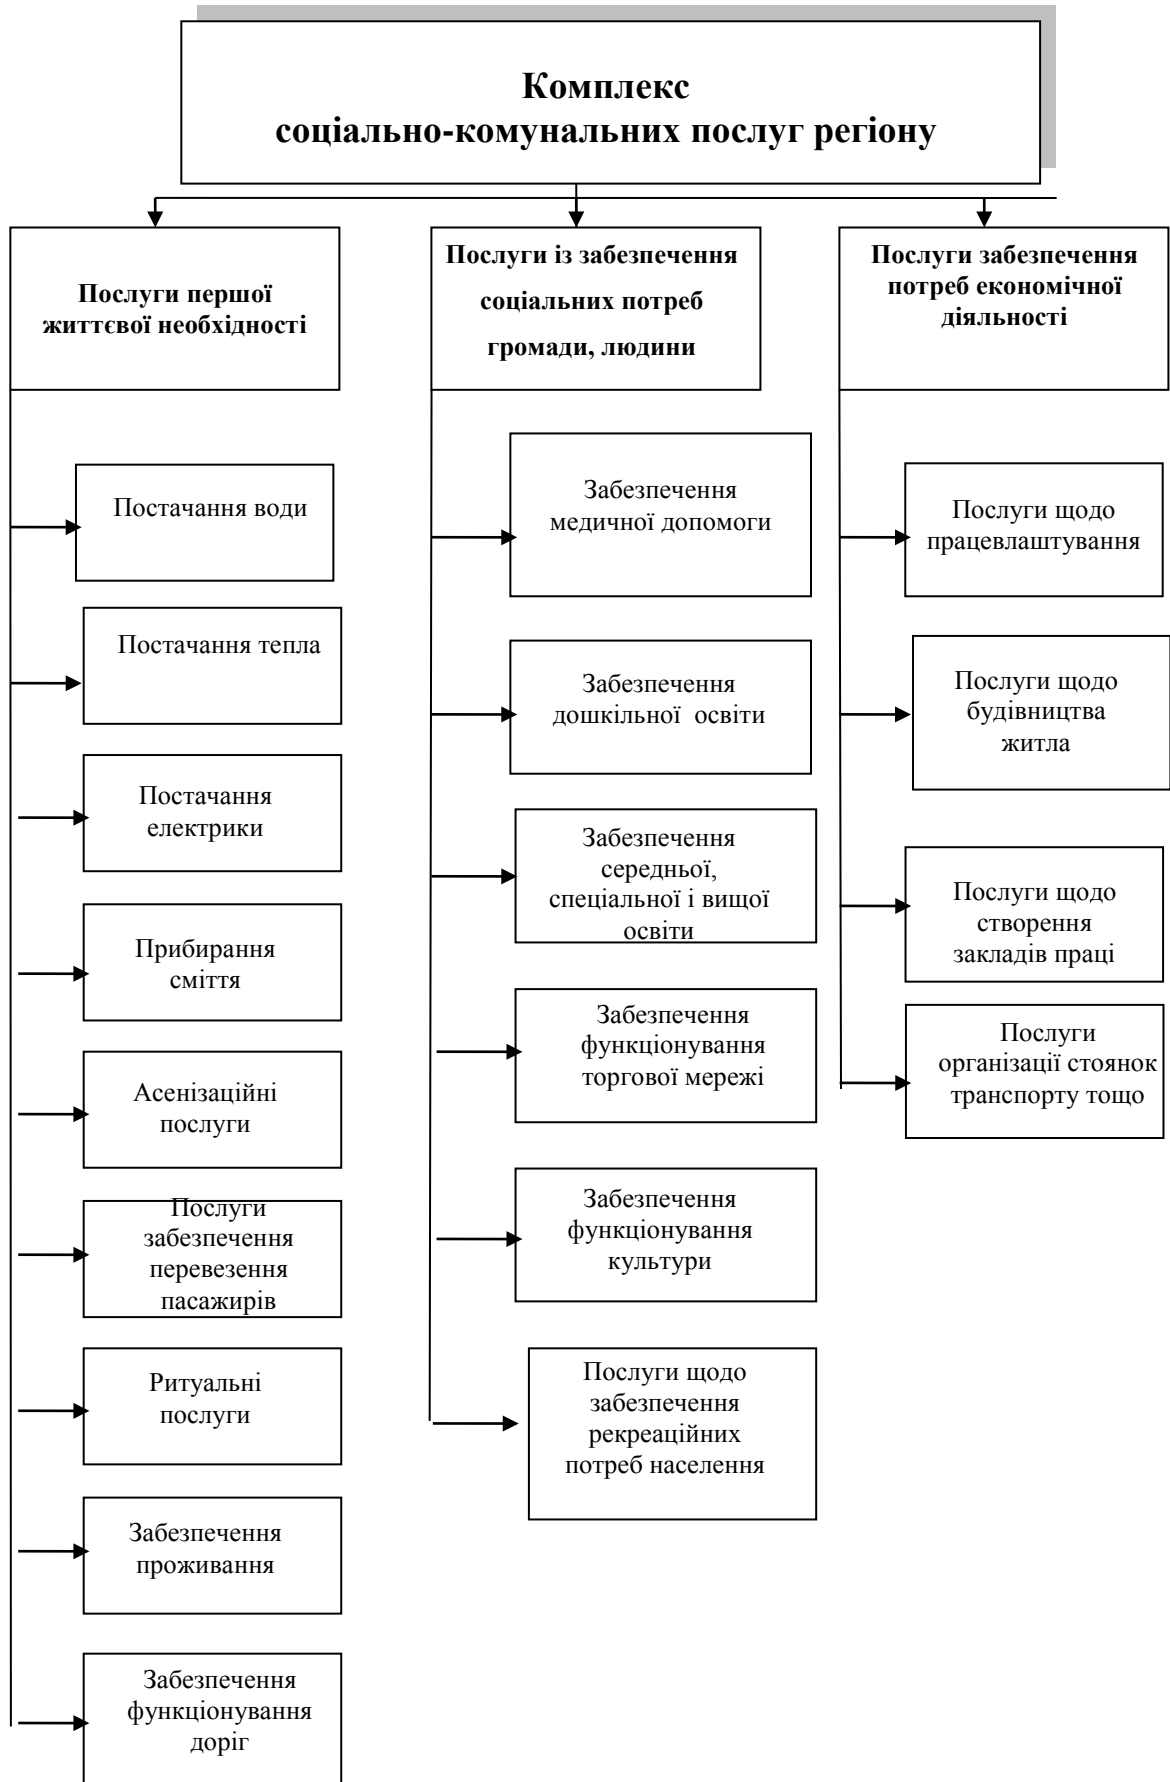 Комплекс
соціально-комунальних послуг регіону
Послуги першої
життєвої необхідності
Постачання води
Постачання тепла
Постачання
електрики
Прибирання
сміття
Асенізаційні
послуги
Послуги
забезпечення
перевезення
пасажирів
Ритуальні
послуги
Забезпечення
проживання
Забезпечення
функціонування
доріг
Послуги із забезпечення
соціальних потреб
громади, людини
Забезпечення
медичної допомоги
Забезпечення
дошкільної освіти
Забезпечення
середньої,
спеціальної і вищої
освіти
Забезпечення
функціонування
торгової мережі
Забезпечення
функціонування
культури
Послуги щодо
забезпечення
рекреаційних
потреб населення
Послуги забезпечення
потреб економічної
діяльності
Послуги щодо
працевлаштування
Послуги щодо
будівництва
житла
Послуги щодо
створення
закладів праці
Послуги
організації стоянок
транспорту тощо